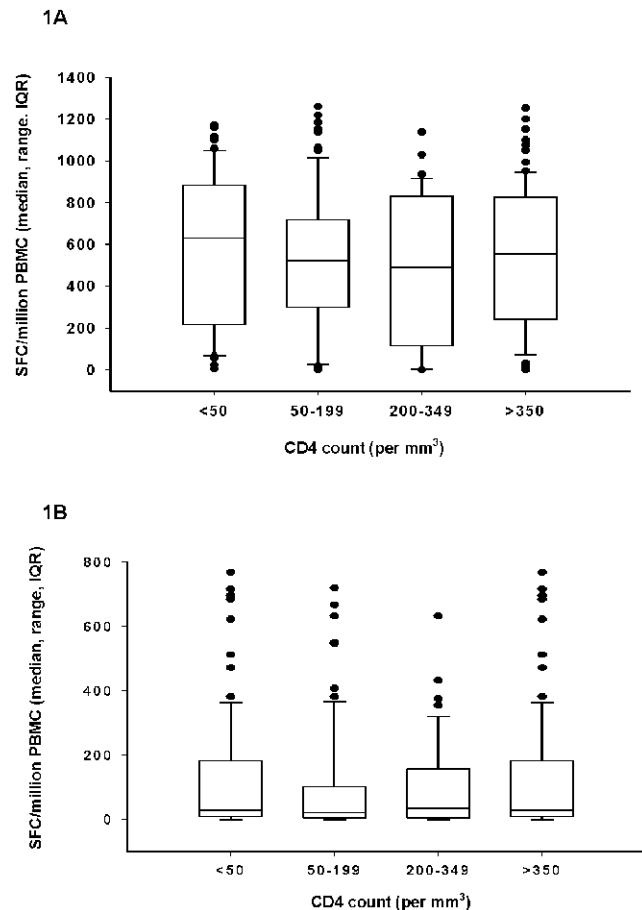 1A
SFC/million PBMC (median, range. IQR)
1400
1200
1000
800
600
400
200
0
<50 50-199 200-349 >350
CD4 count (per mm³)
1B
SFC/million PBMC (median, range, IQR)
800
600
400
200
0
<50 50-199 200-349 >350
CD4 count (per mm³)